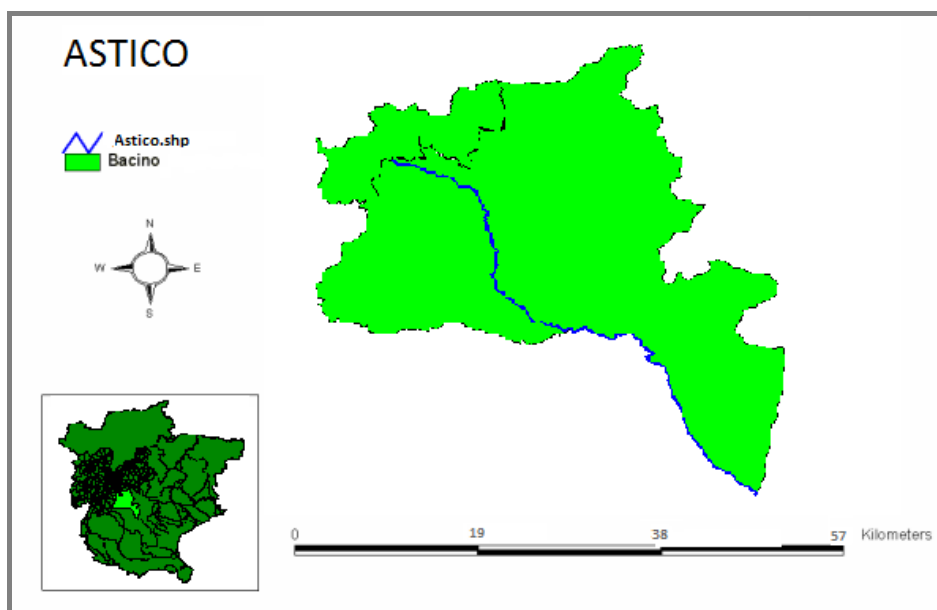 ASTICO
Astico.shp
Bacino
N
W E
S
0 19 38 57 Kilometers